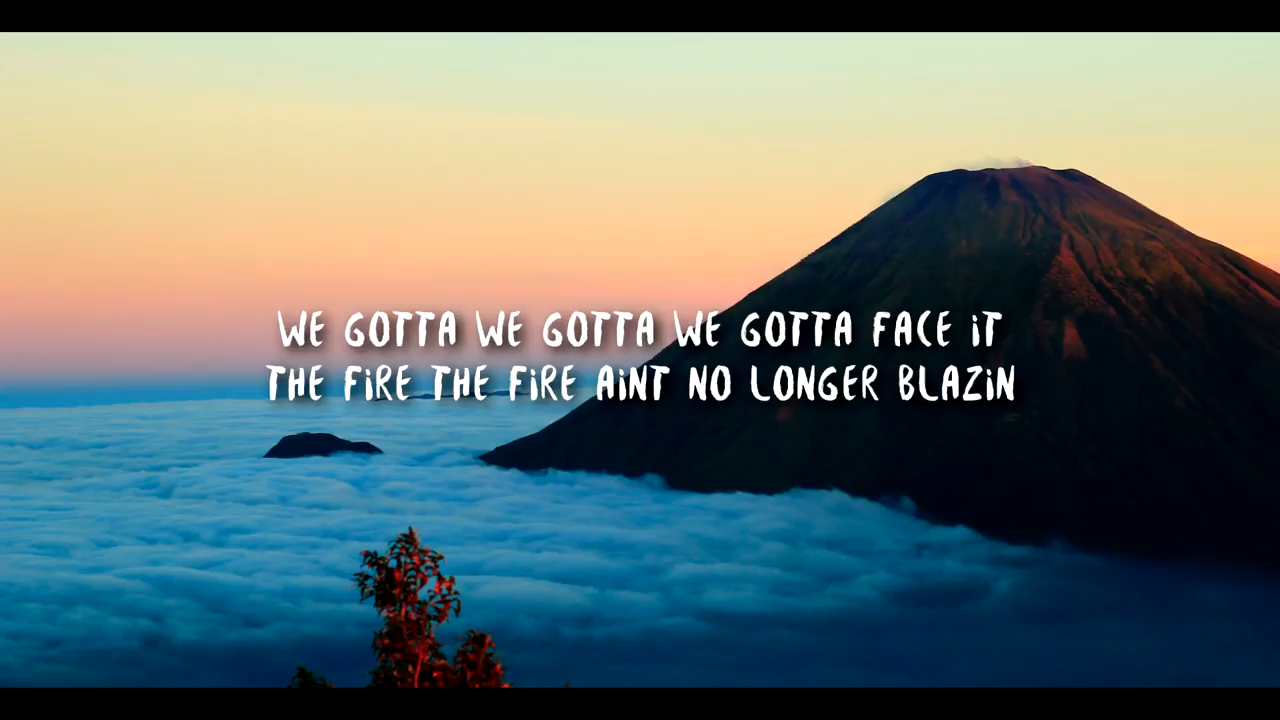 WE GOTTA WE GOTTA WE GOTTA FACE iT
THE FiRE THE FiRE AiNT NO LONGER BLAZiN